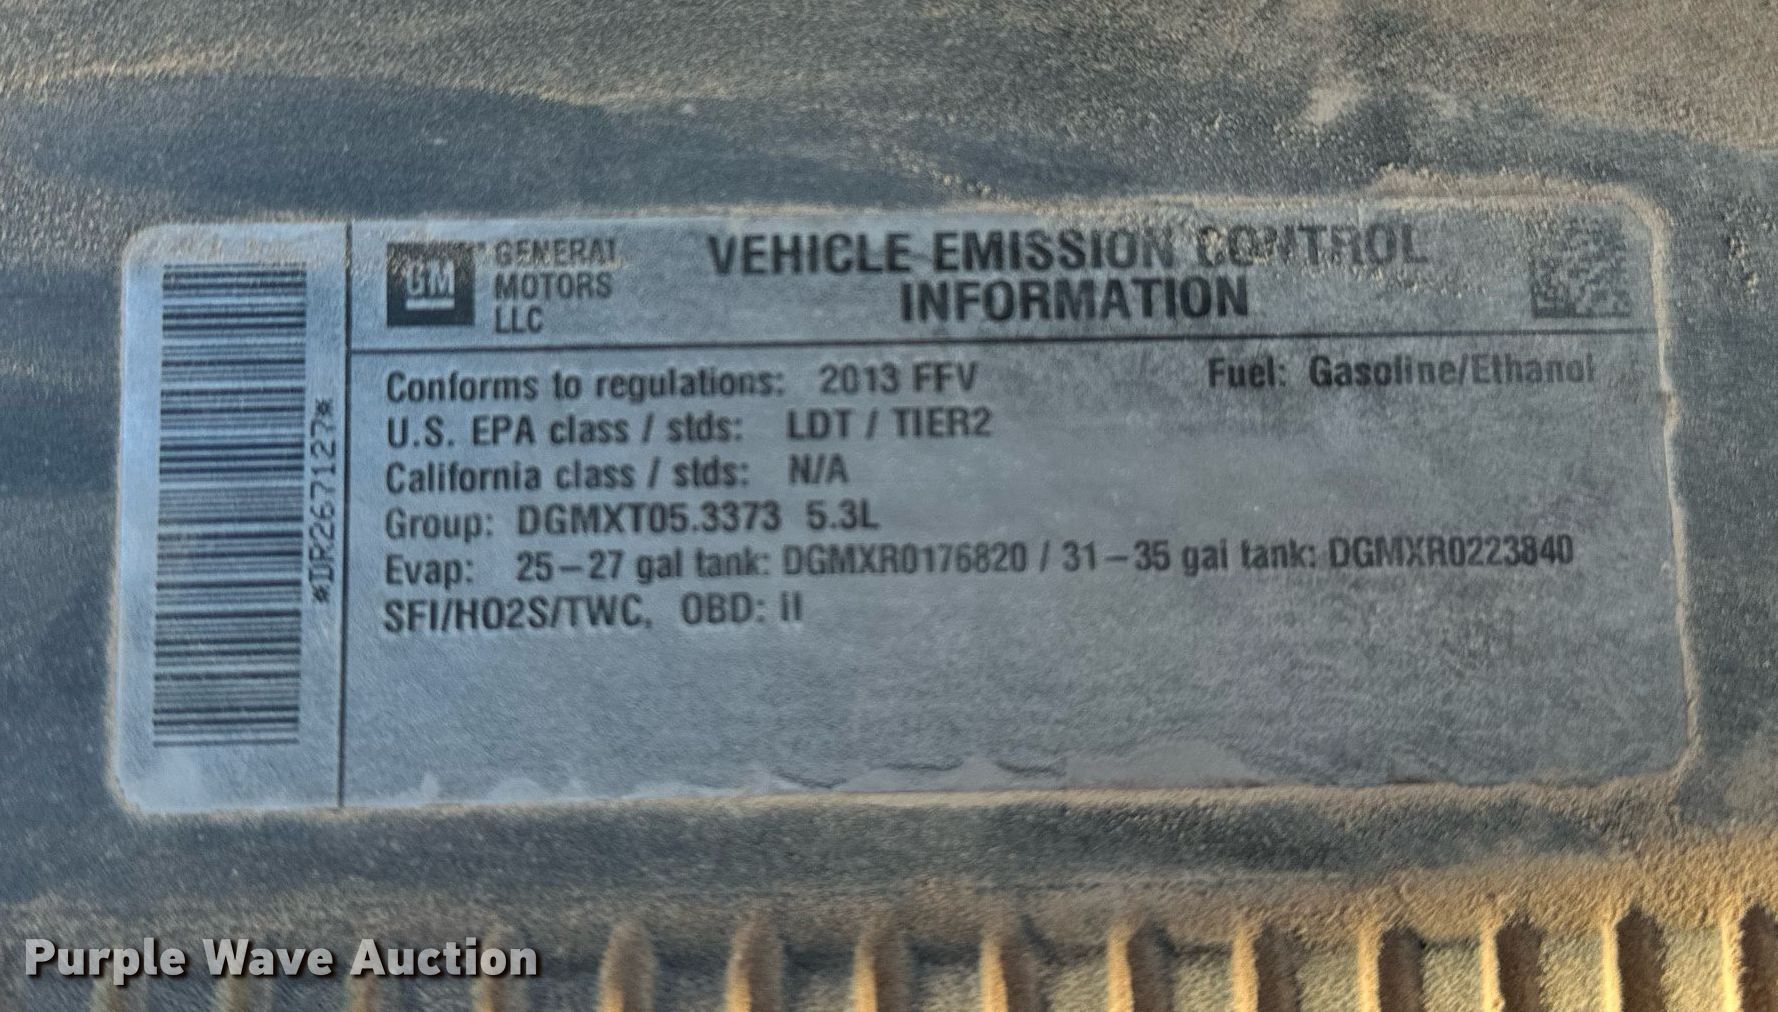 GM
GENERAL
MOTORS
LLC
VEHICLE EMISSION CONTROL
INFORMATION
*DR2671127*
Conforms to regulations: 2013 FFV
Fuel: Gasoline/Ethanol
U.S. EPA class / stds: LDT / TIER2
California class / stds: N/A
Group: DGMXT05.3373 5.3L
Evap: 25-27 gal tank: DGMXR0176820 / 31-35 gal tank: DGMXR0223840
SFI/HO2S/TWC, OBD: II
Purple Wave Auction